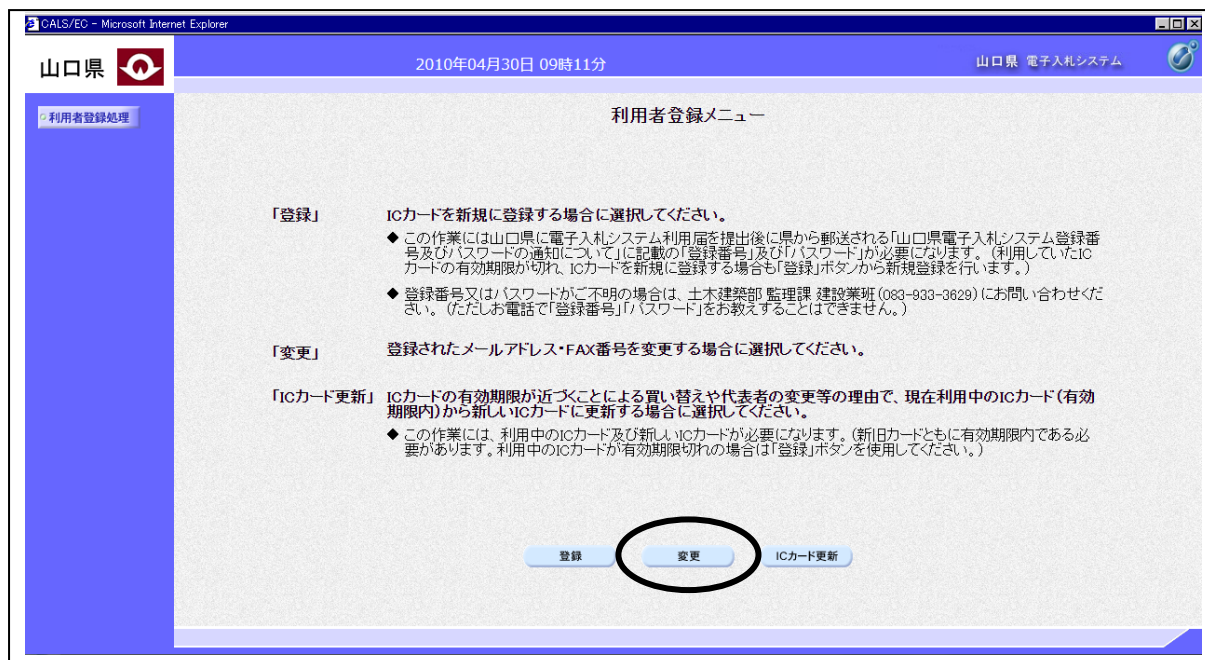 CALS/EC - Microsoft Internet Explorer
山口県
2010年04月30日 09時11分
山口県 電子入札システム
利用者登録処理
利用者登録メニュー
「登録」 ICカードを新規に登録する場合に選択してください。
◆ この作業には山口県に電子入札システム利用届を提出後に県から郵送される「山口県電子入札システム登録番
号及びパスワードの通知について」に記載の「登録番号」及び「パスワード」が必要になります。（利用していたIC
カードの有効期限が切れ、ICカードを新規に登録する場合も「登録」ボタンから新規登録を行います。）
◆ 登録番号又はパスワードがご不明の場合は、土木建築部 監理課 建設業班(083-933-3629)にお問い合わせくだ
さい。（ただしお電話で「登録番号」「パスワード」をお教えすることはできません。）
「変更」 登録されたメールアドレス・FAX番号を変更する場合に選択してください。
「ICカード更新」 ICカードの有効期限が近づくことによる買い替えや代表者の変更等の理由で、現在利用中のICカード（有効
期限内）から新しいICカードに更新する場合に選択してください。
◆ この作業には、利用中のICカード及び新しいICカードが必要になります。（新旧カードともに有効期限内である必
要があります。利用中のICカードが有効期限切れの場合は「登録」ボタンを使用してください。）
登録 変更 ICカード更新